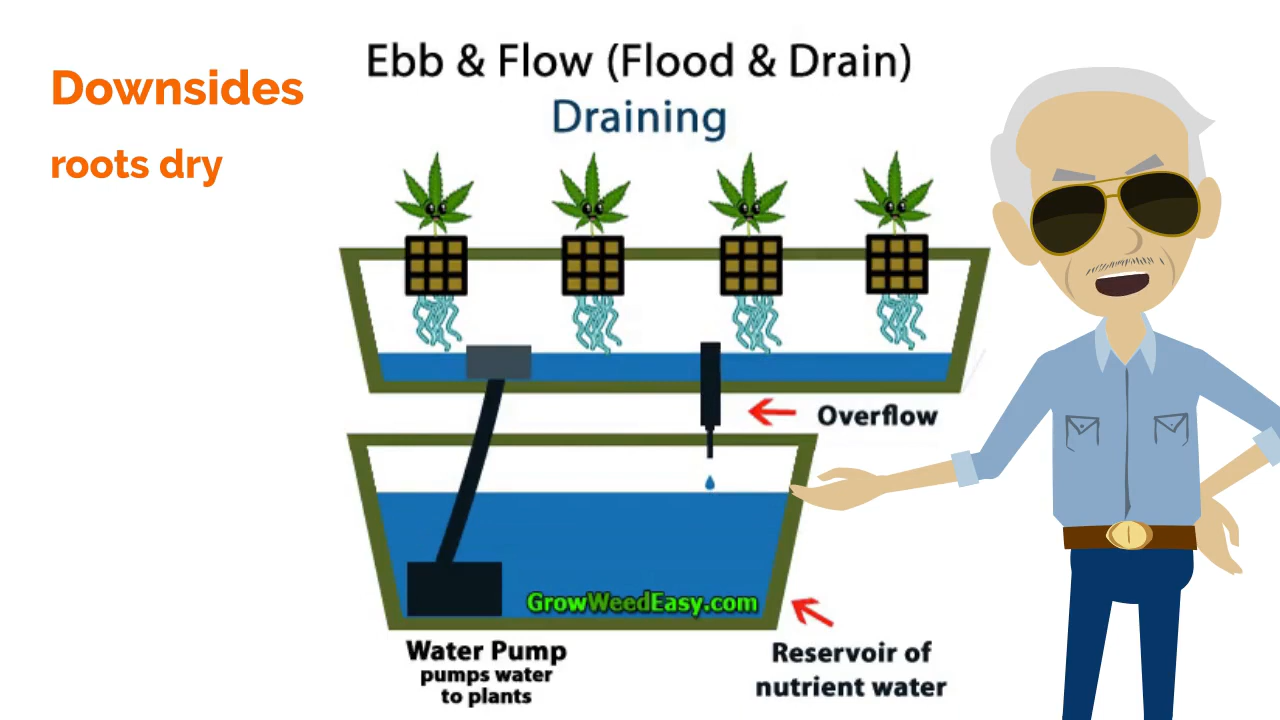 Downsides
roots dry
Ebb & Flow (Flood & Drain)
Draining
Overflow
GrowWeedEasy.com
Water Pump
pumps water
to plants
Reservoir of
nutrient water